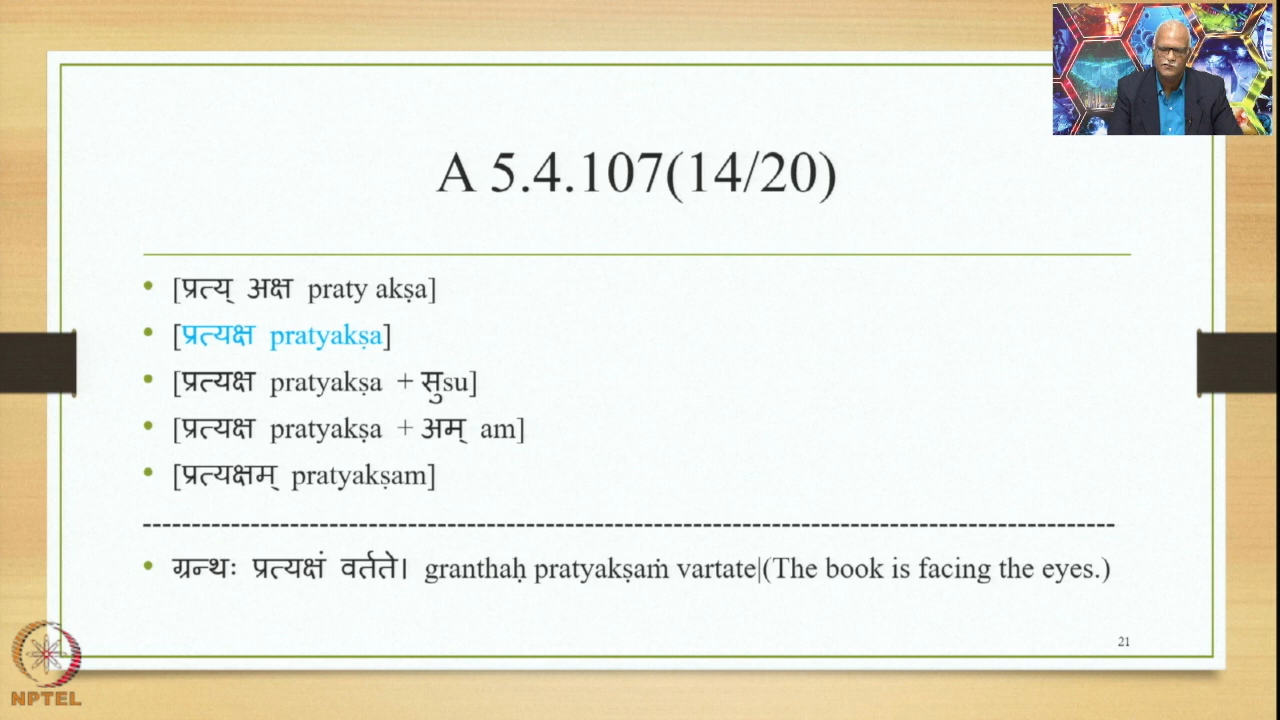 A 5.4.107(14/20)
• [प्रत्य् अक्ष praty akṣa]
• [प्रत्यक्ष pratyakṣa]
• [प्रत्यक्ष pratyakṣa + सुsu]
• [प्रत्यक्ष pratyakṣa + अम् am]
• [प्रत्यक्षम् pratyakṣam]
• ग्रन्थः प्रत्यक्षं वर्तते। granthaḥ pratyakṣaṁ vartate|(The book is facing the eyes.)
21
NPTEL